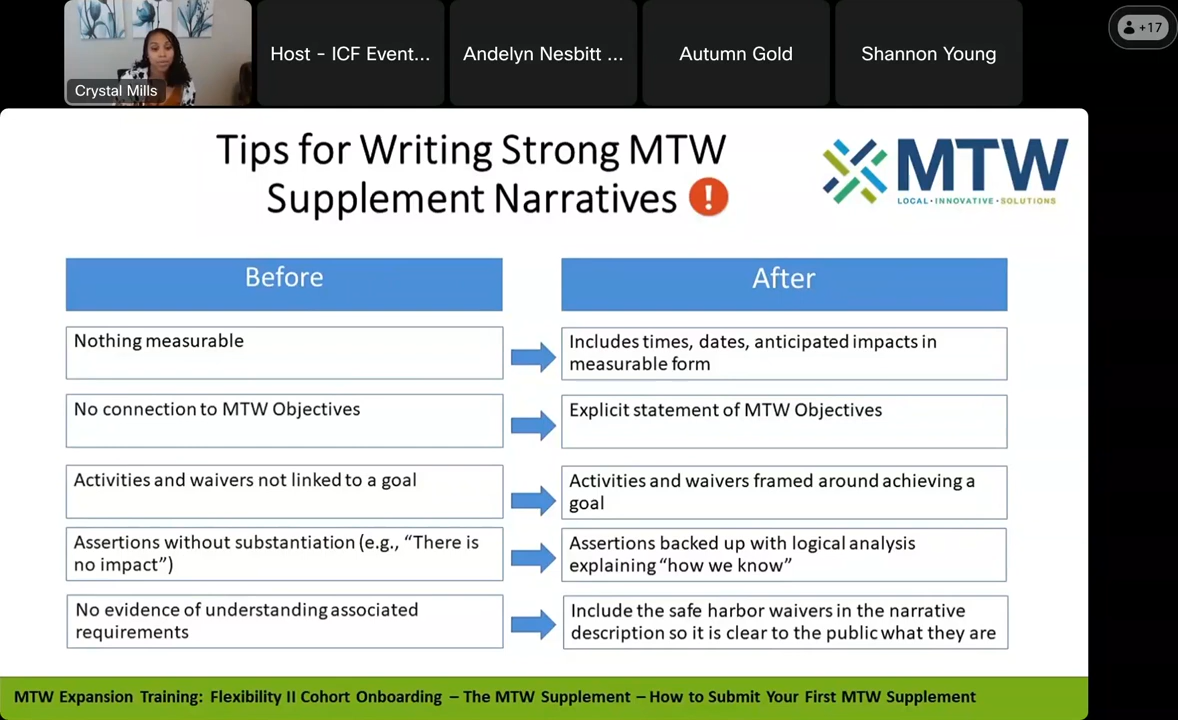 Crystal Mills
Host - ICF Event...
Andelyn Nesbitt ...
Autumn Gold
Shannon Young
+17
Tips for Writing Strong MTW
Supplement Narratives !
MTW
LOCAL • INNOVATIVE • SOLUTIONS
Before
After
Nothing measurable
Includes times, dates, anticipated impacts in
measurable form
No connection to MTW Objectives
Explicit statement of MTW Objectives
Activities and waivers not linked to a goal
Activities and waivers framed around achieving a
goal
Assertions without substantiation (e.g., “There is
no impact”)
Assertions backed up with logical analysis
explaining “how we know”
No evidence of understanding associated
requirements
Include the safe harbor waivers in the narrative
description so it is clear to the public what they are
MTW Expansion Training: Flexibility II Cohort Onboarding – The MTW Supplement – How to Submit Your First MTW Supplement